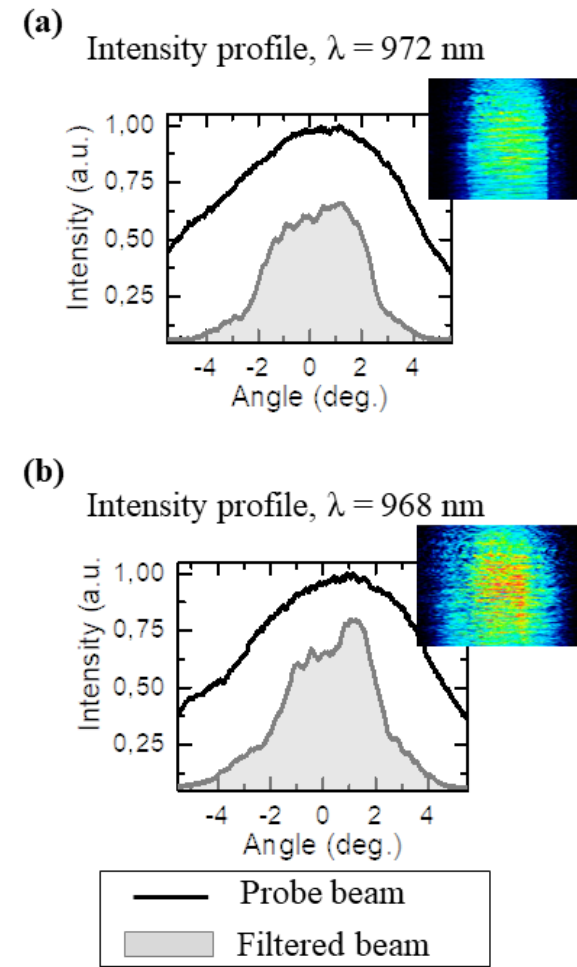 (a)
Intensity profile, λ = 972 nm
Intensity (a.u.)
1,00
0,75
0,50
0,25
-4 -2 0 2 4
Angle (deg.)
(b)
Intensity profile, λ = 968 nm
Intensity (a.u.
1,00
0,75
0,50
0,25
-4 -2 0 2 4
Angle (deg.)
Probe beam
Filtered beam